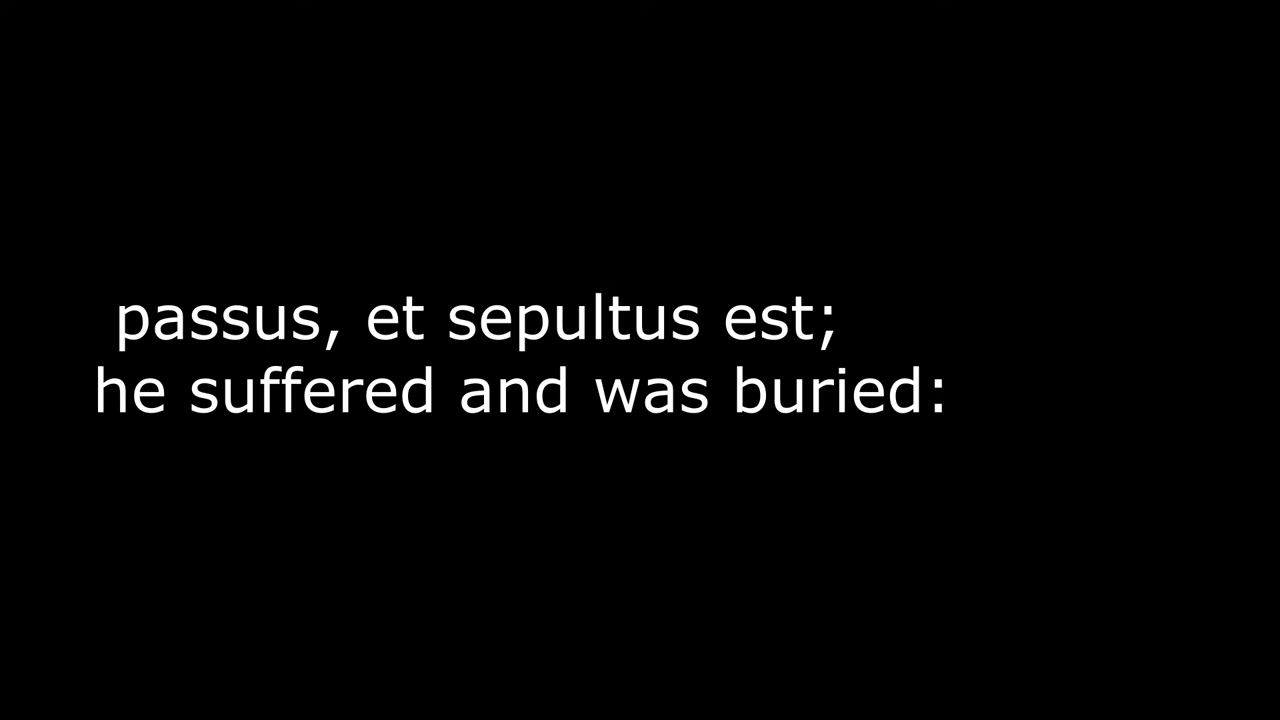 passus, et sepultus est;
he suffered and was buried: